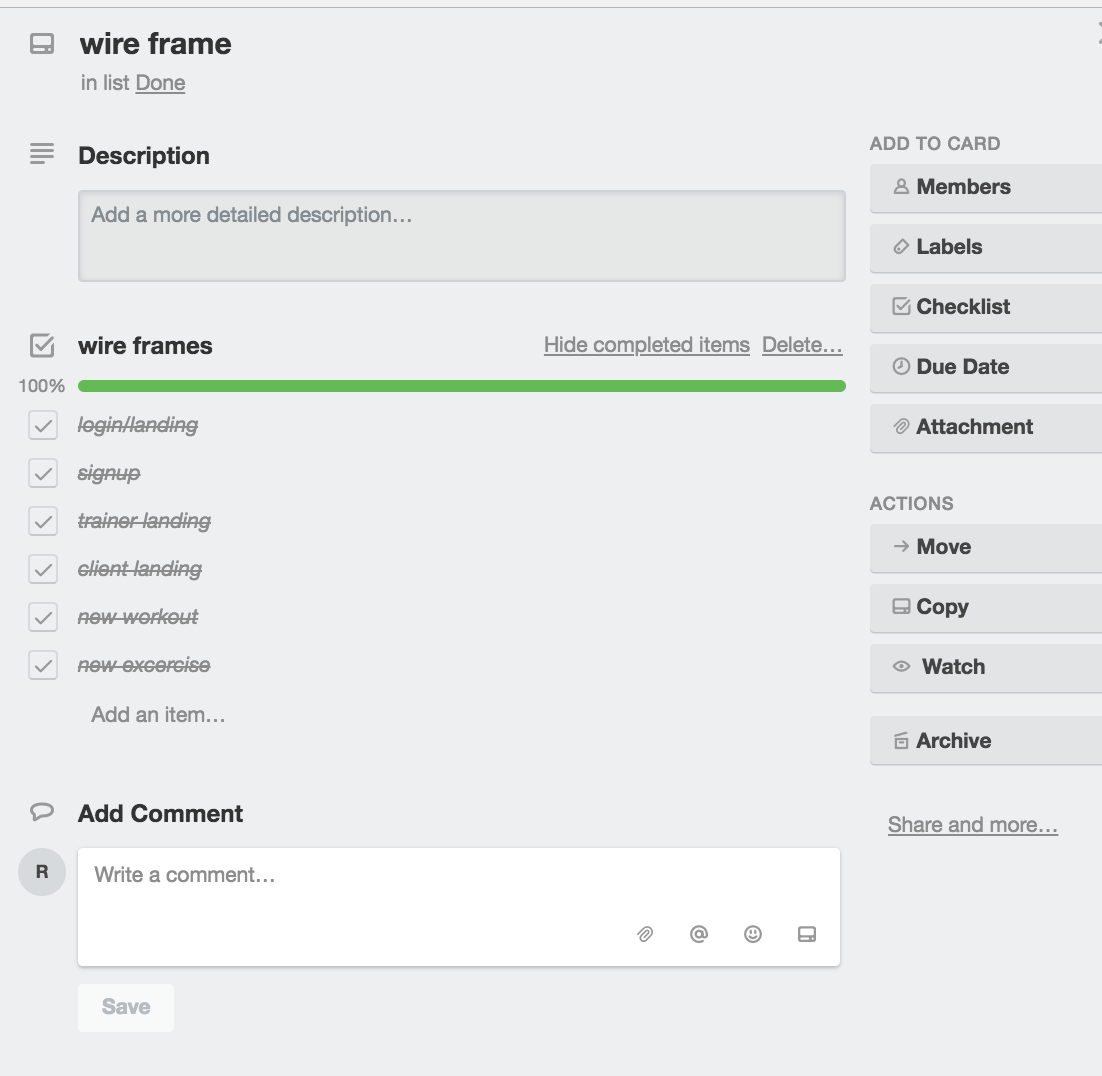 wire frame
in list Done
Description
Add a more detailed description…
wire frames
Hide completed items Delete…
100%
login/landing
signup
trainer landing
client landing
new workout
new excercise
Add an item…
Add Comment
R
Write a comment…
Save
ADD TO CARD
Members
Labels
Checklist
Due Date
Attachment
ACTIONS
Move
Copy
Watch
Archive
Share and more…